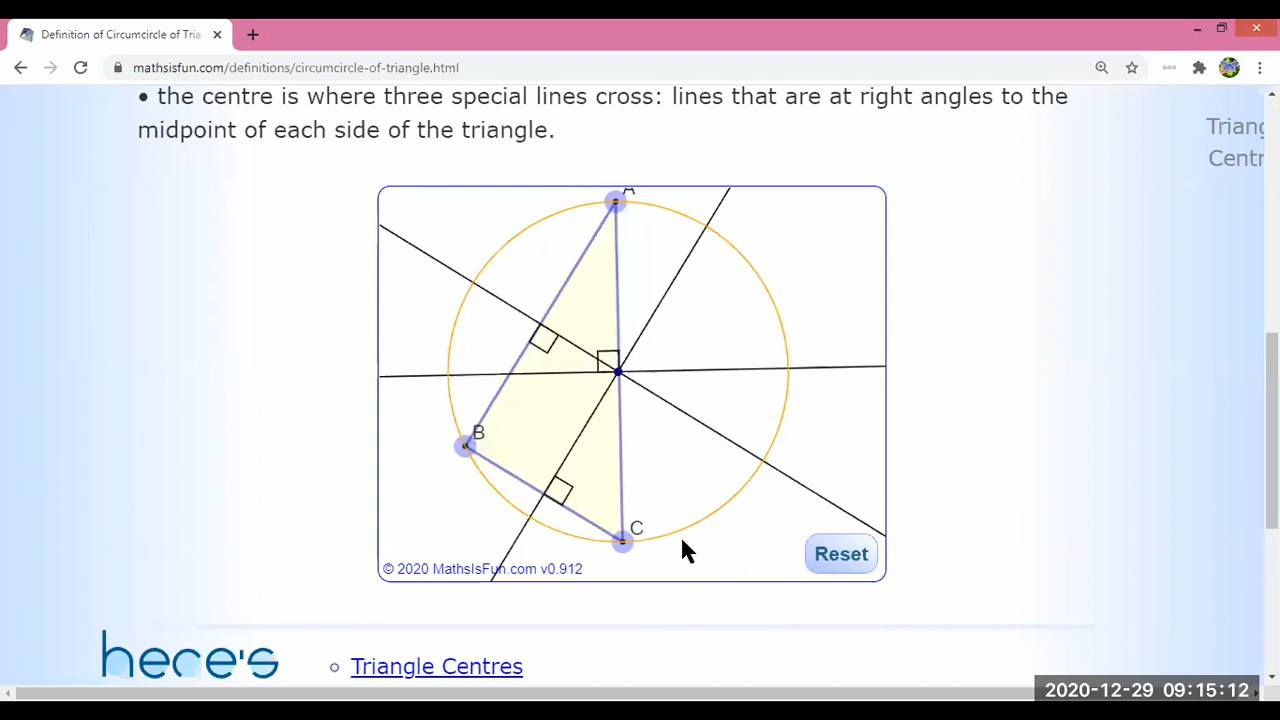 Definition of Circumcircle of Tria
mathsisfun.com/definitions/circumcircle-of-triangle.html
• the centre is where three special lines cross: lines that are at right angles to the
midpoint of each side of the triangle.
Triang
Centr
A
B
C
Reset
© 2020 MathsIsFun.com v0.912
hece's
Triangle Centres
2020-12-29 09:15:12